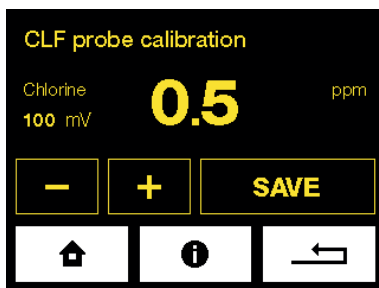 CLF probe calibration
Chlorine
100 mV
0.5
ppm
− + SAVE
i